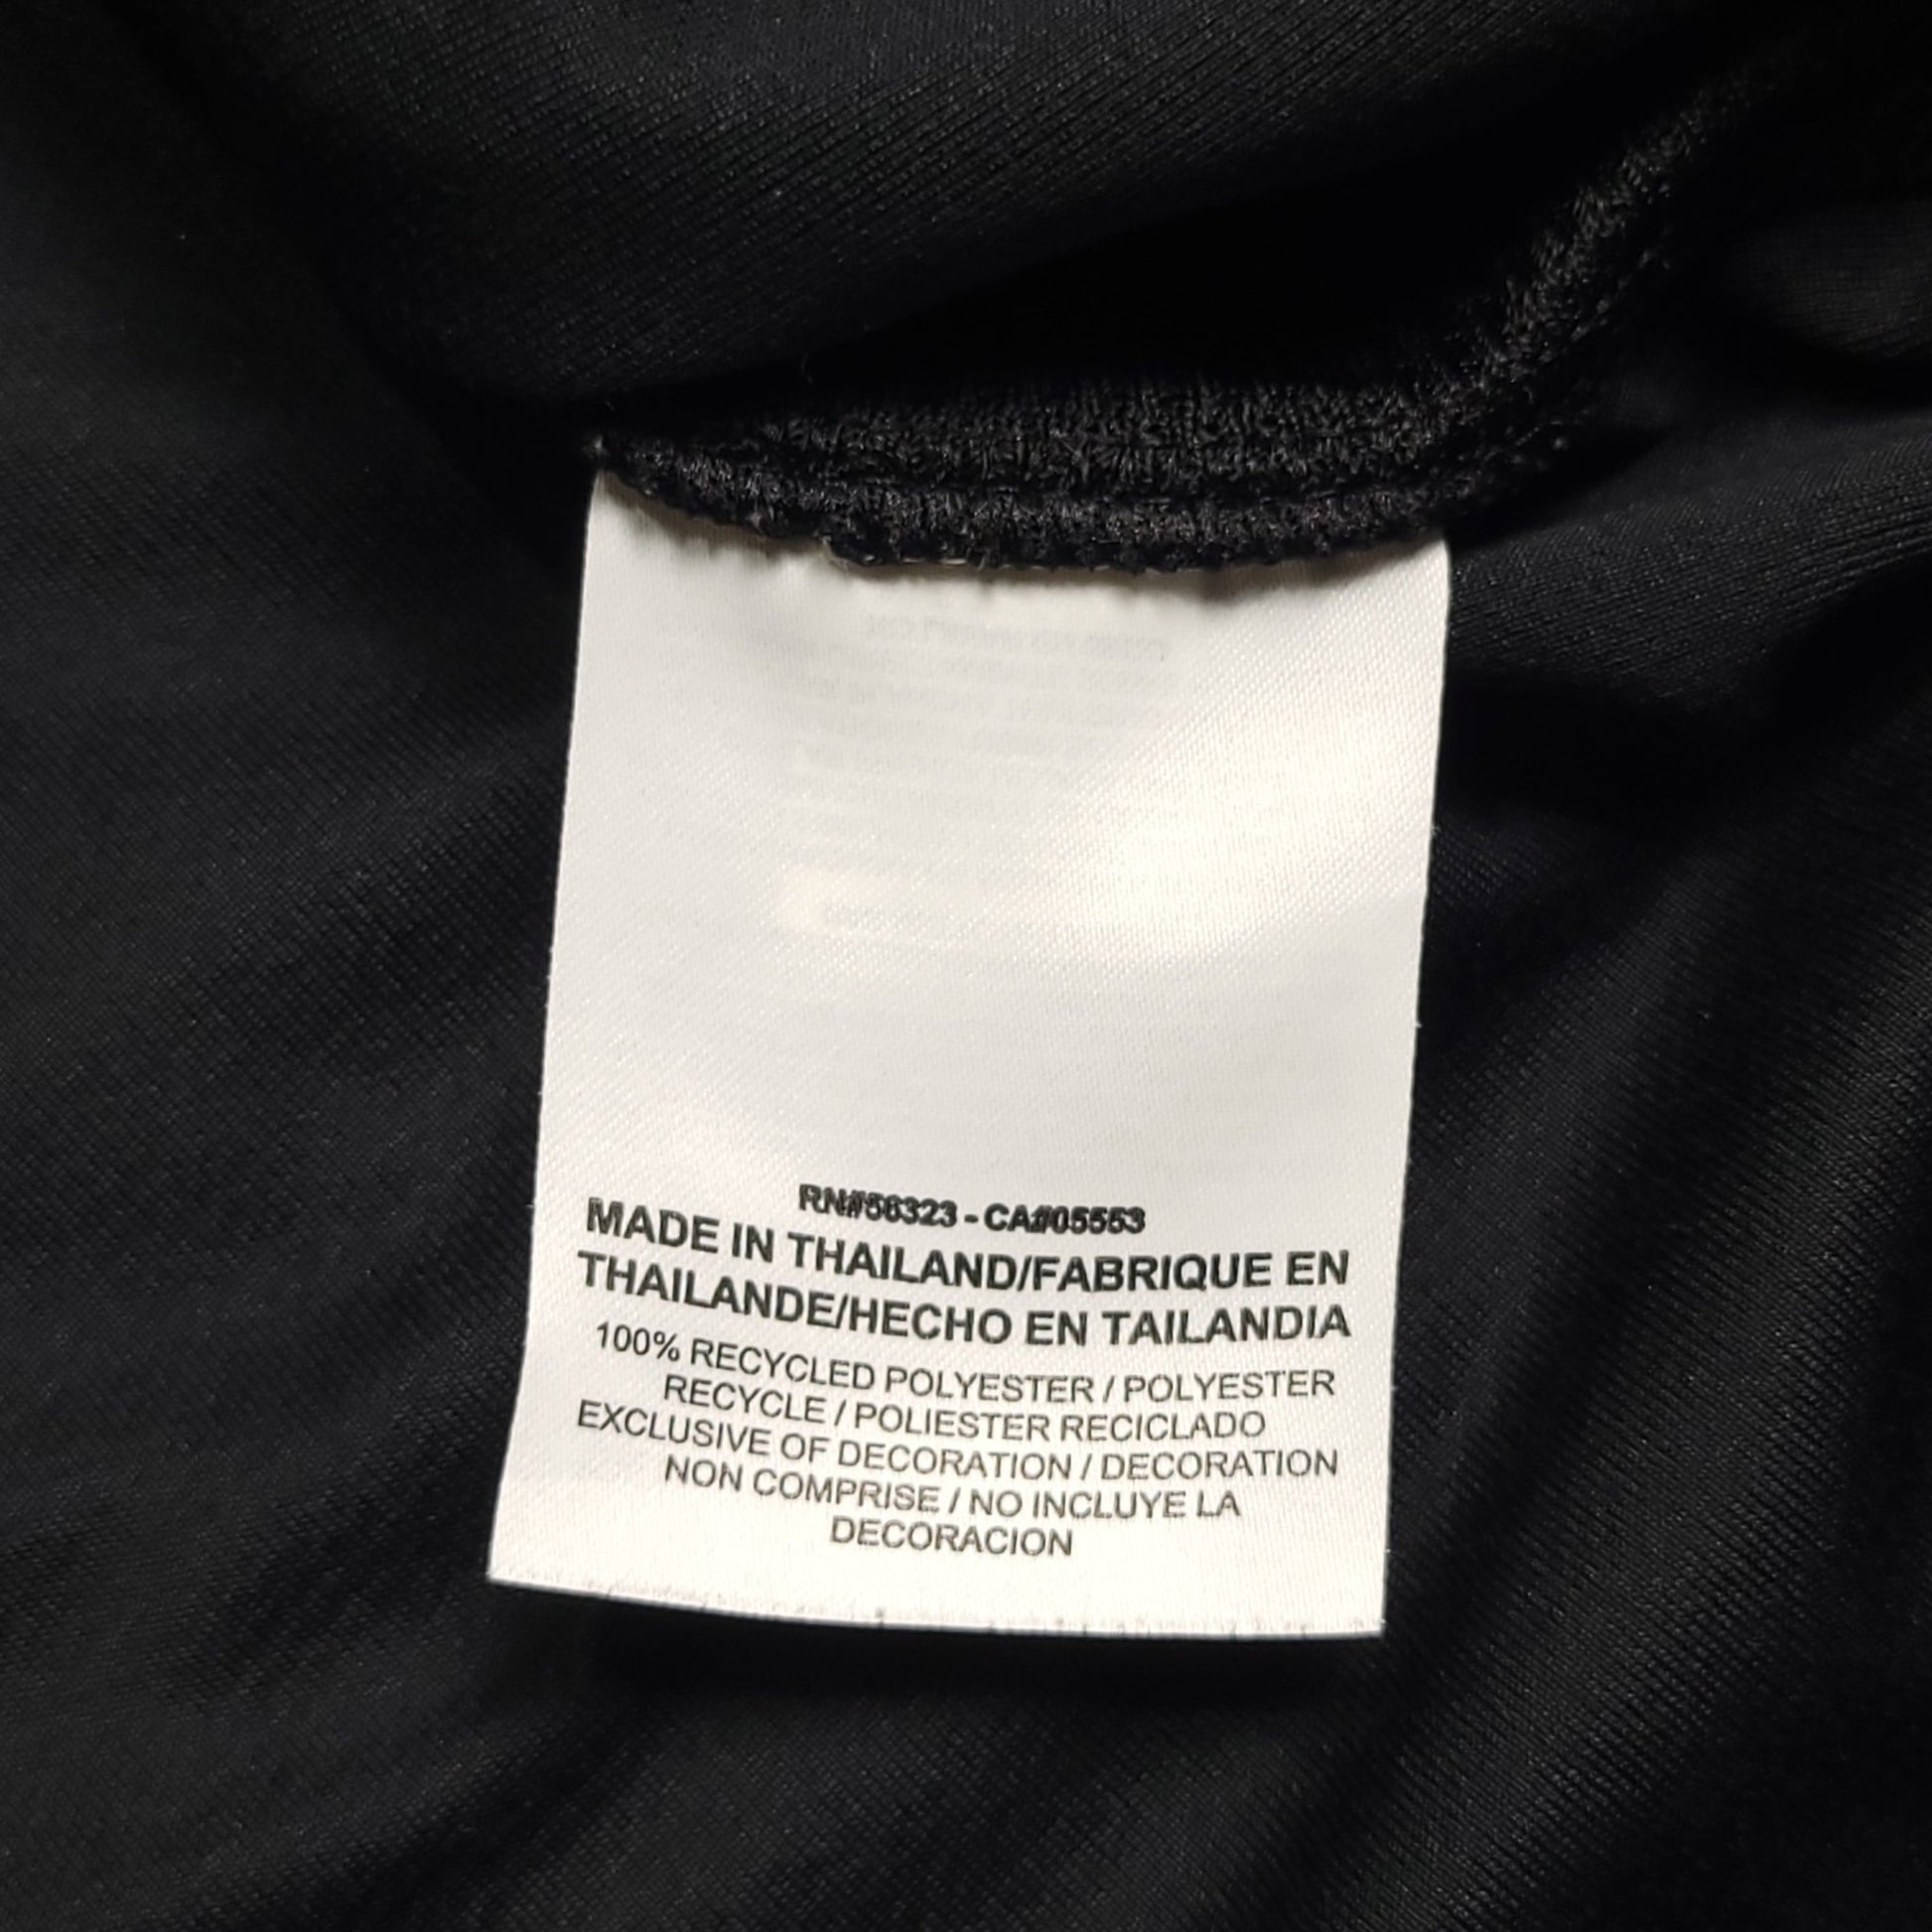 RN#56323 - CA#05553
MADE IN THAILAND/FABRIQUE EN
THAILANDE/HECHO EN TAILANDIA
100% RECYCLED POLYESTER / POLYESTER
RECYCLE / POLIESTER RECICLADO
EXCLUSIVE OF DECORATION / DECORATION
NON COMPRISE / NO INCLUYE LA
DECORACION